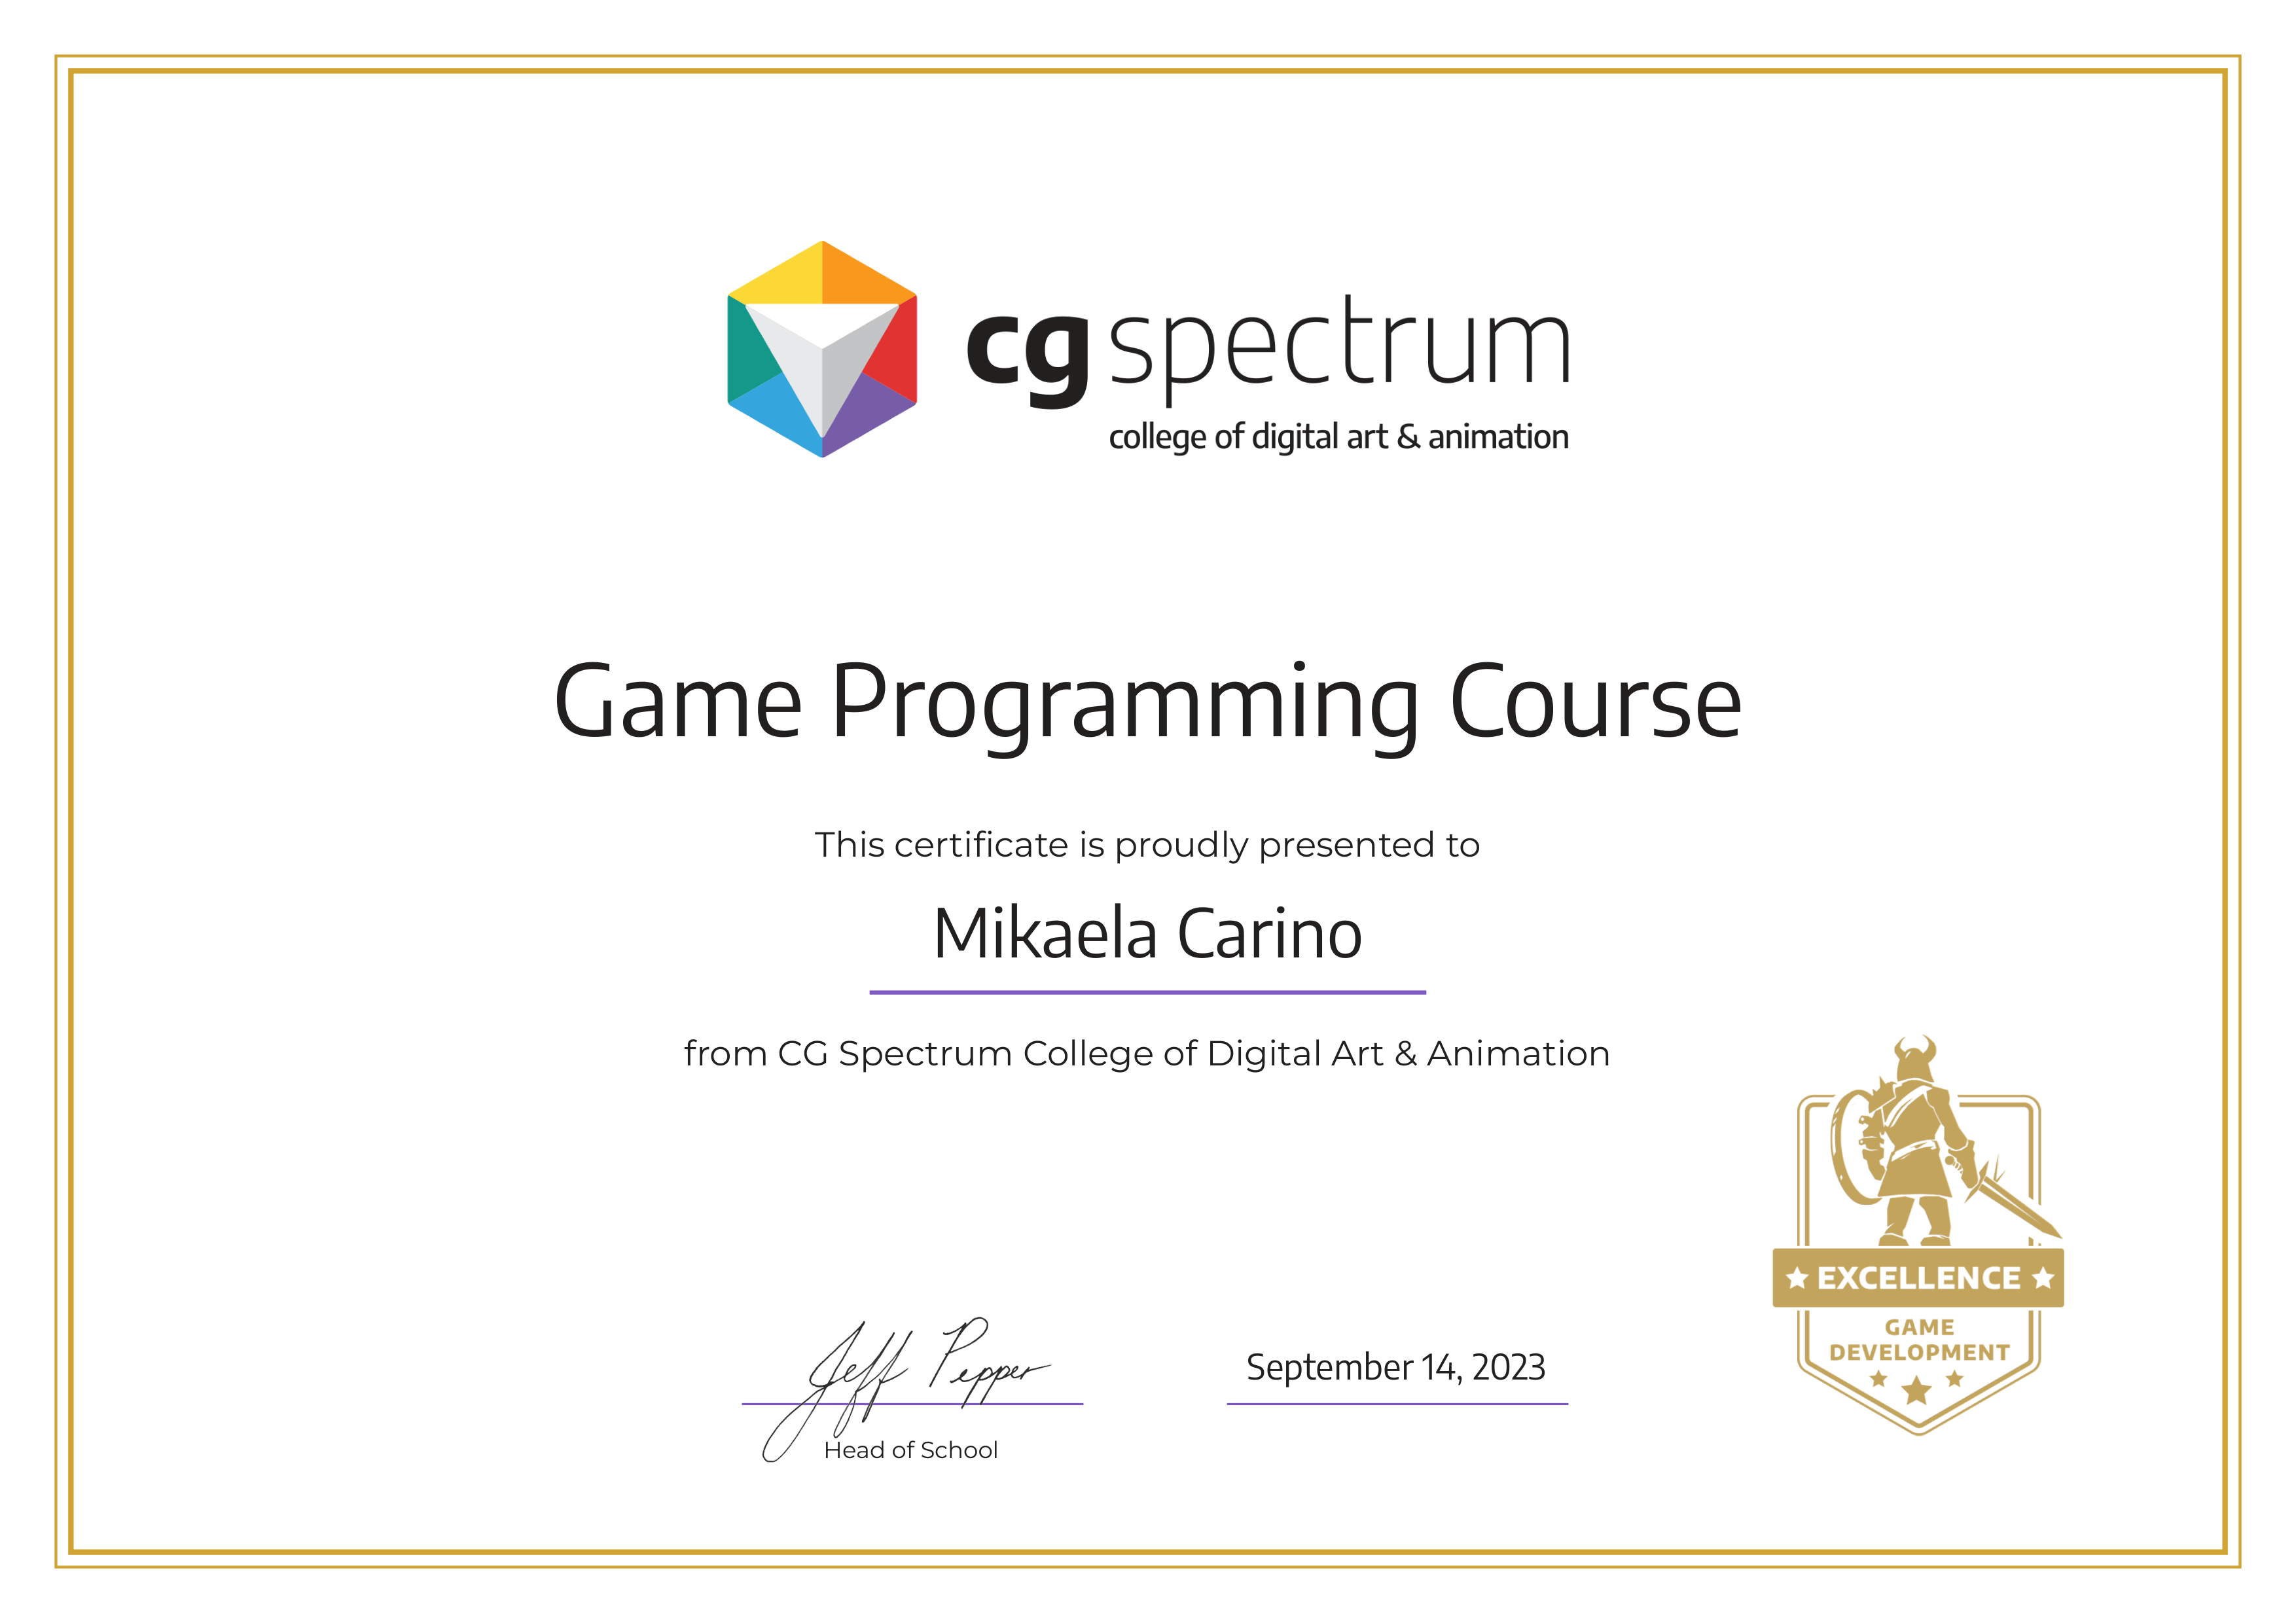 cg spectrum
college of digital art & animation
Game Programming Course
This certificate is proudly presented to
Mikaela Carino
from CG Spectrum College of Digital Art & Animation
EXCELLENCE
GAME
DEVELOPMENT
Jeff Pepper
September 14, 2023
Head of School